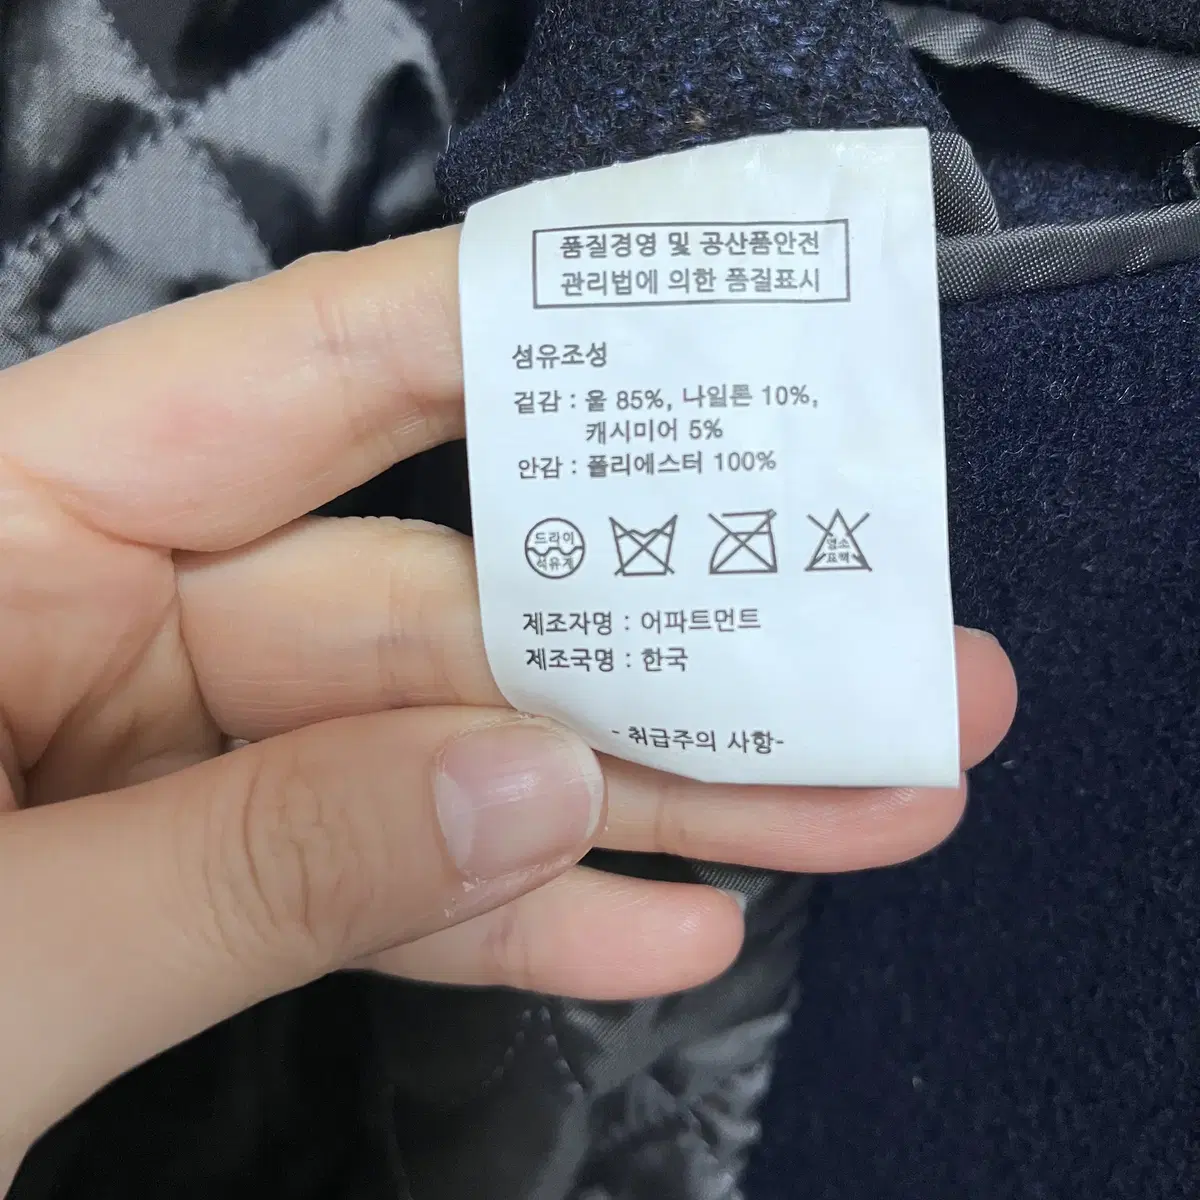 품질경영 및 공산품안전
관리법에 의한 품질표시
섬유조성
겉감 : 울 85%, 나일론 10%,
캐시미어 5%
안감 : 폴리에스터 100%
드라이
석유계
염소
표백
제조자명 : 어파트먼트
제조국명 : 한국
- 취급주의 사항-